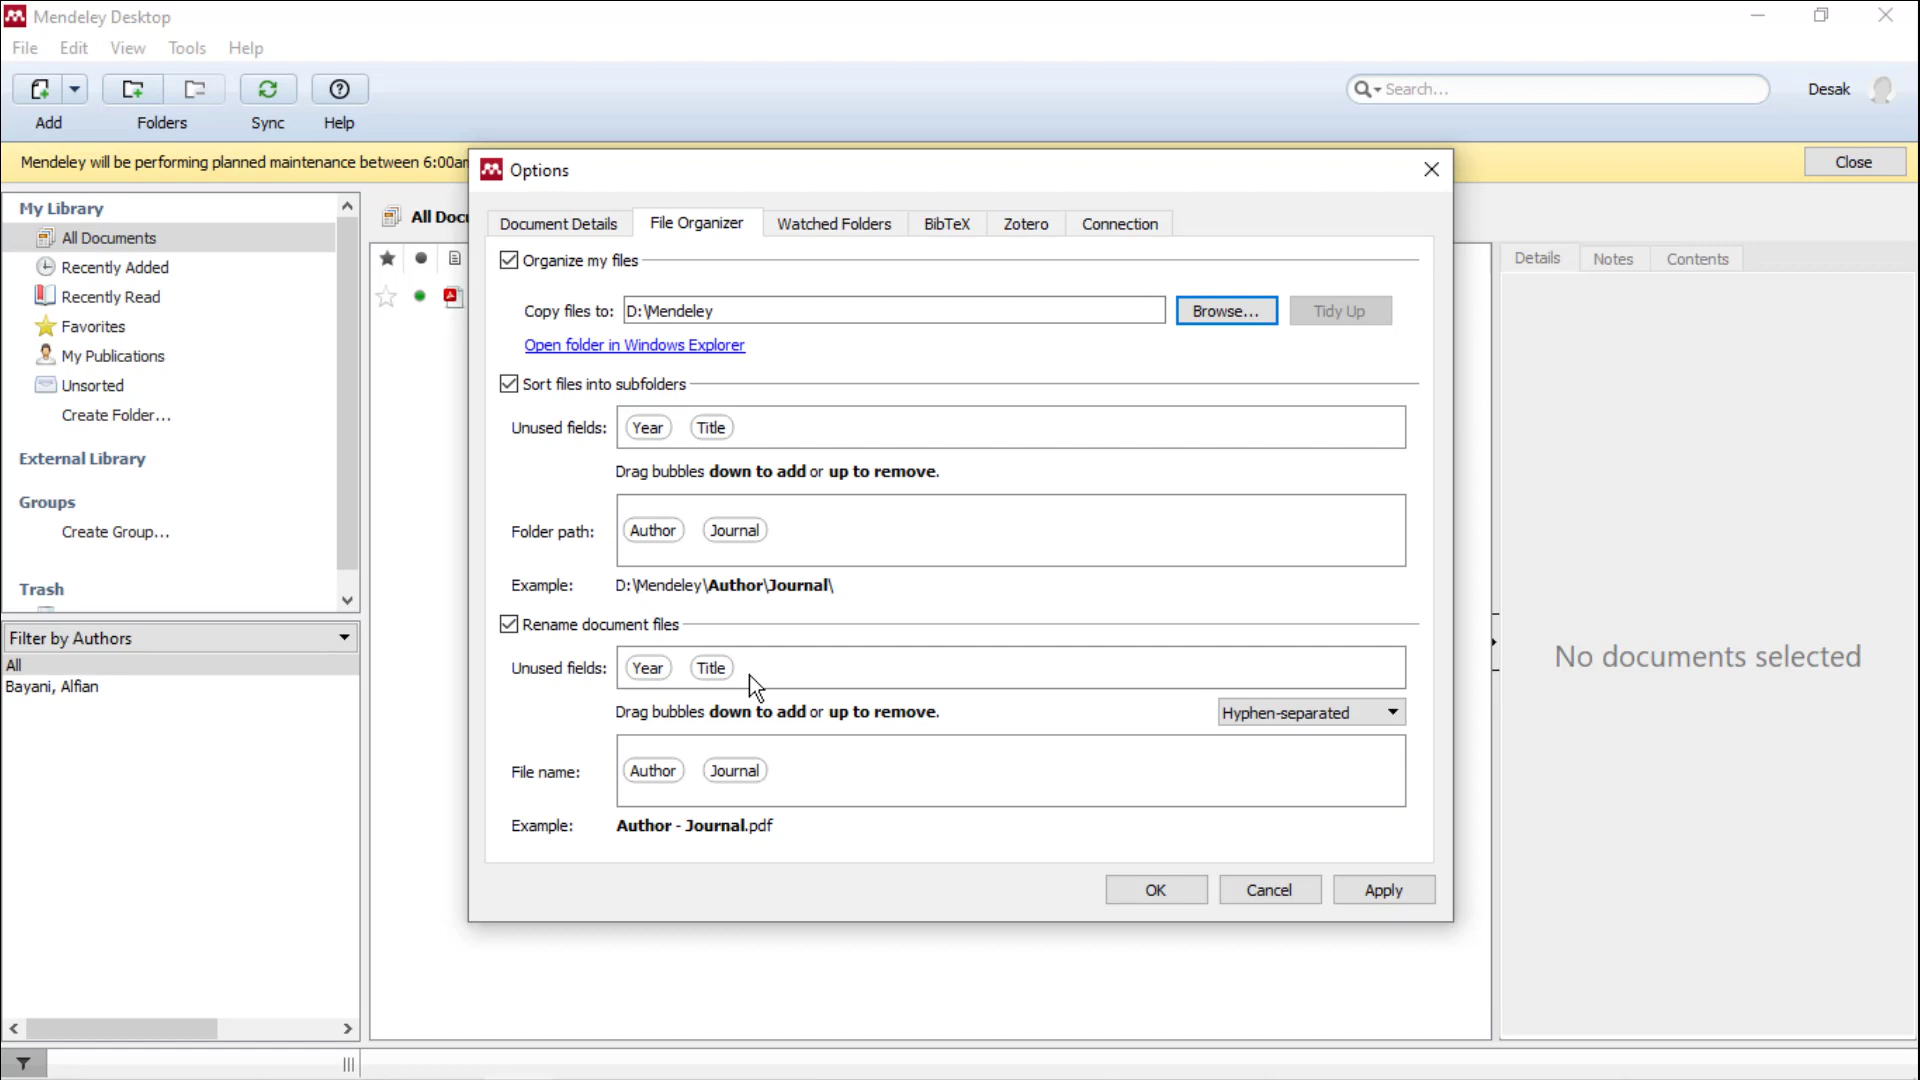 Mendeley Desktop
File Edit View Tools Help
Search... Desak
Add Folders Sync Help
Mendeley will be performing planned maintenance between 6:00am
Close
My Library
All Documents
Recently Added
Recently Read
Favorites
My Publications
Unsorted
Create Folder...
External Library
Groups
Create Group...
Trash
Filter by Authors
All
Bayani, Alfian
All Docu
Options
Document Details File Organizer Watched Folders BibTeX Zotero Connection
Organize my files
Copy files to: D:\Mendeley Browse... Tidy Up
Open folder in Windows Explorer
Sort files into subfolders
Unused fields: Year Title
Drag bubbles down to add or up to remove.
Folder path: Author Journal
Example: D:\Mendeley\Author\Journal\
Rename document files
Unused fields: Year Title
Drag bubbles down to add or up to remove. Hyphen-separated
File name: Author Journal
Example: Author - Journal.pdf
OK Cancel Apply
Details Notes Contents
No documents selected